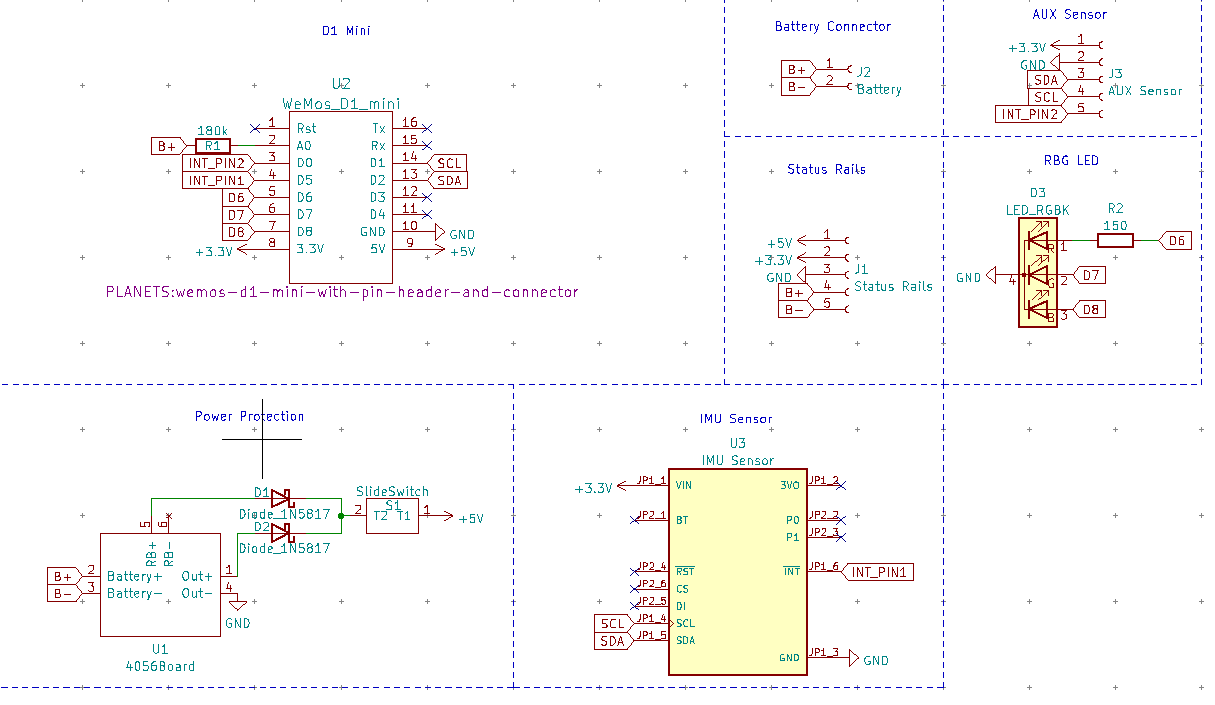 D1 Mini
U2
WeMos_D1_mini
1 Rst Tx 16
B+ 180k R1 2 A0 Rx 15
INT_PIN2 3 D0 D1 14 SCL
INT_PIN1 4 D5 D2 13 SDA
D6 5 D6 D3 12
D7 6 D7 D4 11
D8 7 D8 GND 10 GND
+3.3V 8 3.3V 5V 9 +5V
PLANETS:wemos-d1-mini-with-pin-header-and-connector
Battery Connector
B+ 1 J2
B- 2 Battery
AUX Sensor
+3.3V 1
GND 2
SDA 3 J3
SCL 4 AUX Sensor
INT_PIN2 5
Status Rails
+5V 1
+3.3V 2
GND 3 J1
B+ 4 Status Rails
B- 5
RBG LED
D3
LED_RGBK
R2
150
R 1 D6
GND 4 G 2 D7
B 3 D8
Power Protection
D1
Diode_1N5817
D2
Diode_1N5817
SlideSwitch
S1
2 T2 T1 1 +5V
5 6
RB+ RB-
B+ 2 Battery+ Out+ 1
B- 3 Battery- Out- 4
GND
U1
4056Board
IMU Sensor
U3
IMU Sensor
+3.3V JP1_1 VIN 3VO JP1_2
JP2_1 BT P0 JP2_2
P1 JP2_3
JP2_4 RST INT JP1_6 INT_PIN1
JP2_6 CS
JP2_5 DI
SCL JP1_4 SCL
SDA JP1_5 SDA
GND JP1_3 GND